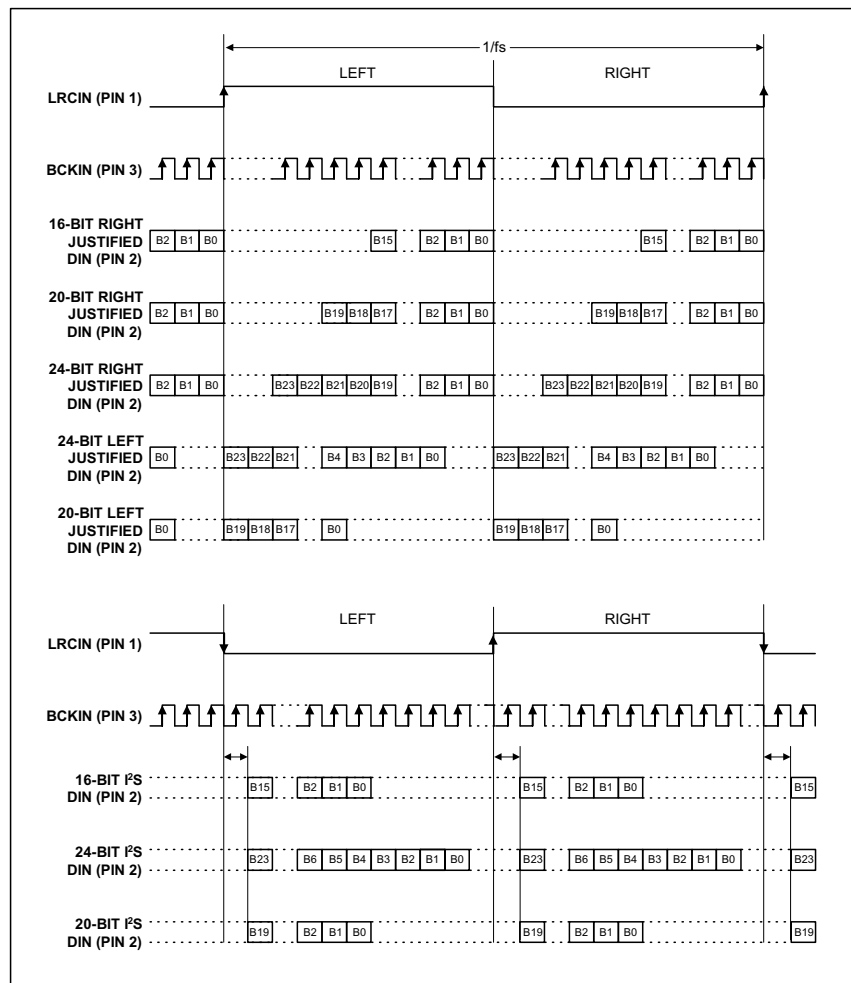 1/fs
LEFT RIGHT
LRCIN (PIN 1)
BCKIN (PIN 3)
16-BIT RIGHT
JUSTIFIED
DIN (PIN 2)
B2 B1 B0 B15 B2 B1 B0 B15 B2 B1 B0
20-BIT RIGHT
JUSTIFIED
DIN (PIN 2)
B2 B1 B0 B19 B18 B17 B2 B1 B0 B19 B18 B17 B2 B1 B0
24-BIT RIGHT
JUSTIFIED
DIN (PIN 2)
B2 B1 B0 B23 B22 B21 B20 B19 B2 B1 B0 B23 B22 B21 B20 B19 B2 B1 B0
24-BIT LEFT
JUSTIFIED
DIN (PIN 2)
B0 B23 B22 B21 B4 B3 B2 B1 B0 B23 B22 B21 B4 B3 B2 B1 B0
20-BIT LEFT
JUSTIFIED
DIN (PIN 2)
B0 B19 B18 B17 B0 B19 B18 B17 B0
LEFT RIGHT
LRCIN (PIN 1)
BCKIN (PIN 3)
16-BIT I²S
DIN (PIN 2)
B15 B2 B1 B0 B15 B2 B1 B0 B15
24-BIT I²S
DIN (PIN 2)
B23 B6 B5 B4 B3 B2 B1 B0 B23 B6 B5 B4 B3 B2 B1 B0 B23
20-BIT I²S
DIN (PIN 2)
B19 B2 B1 B0 B19 B2 B1 B0 B19